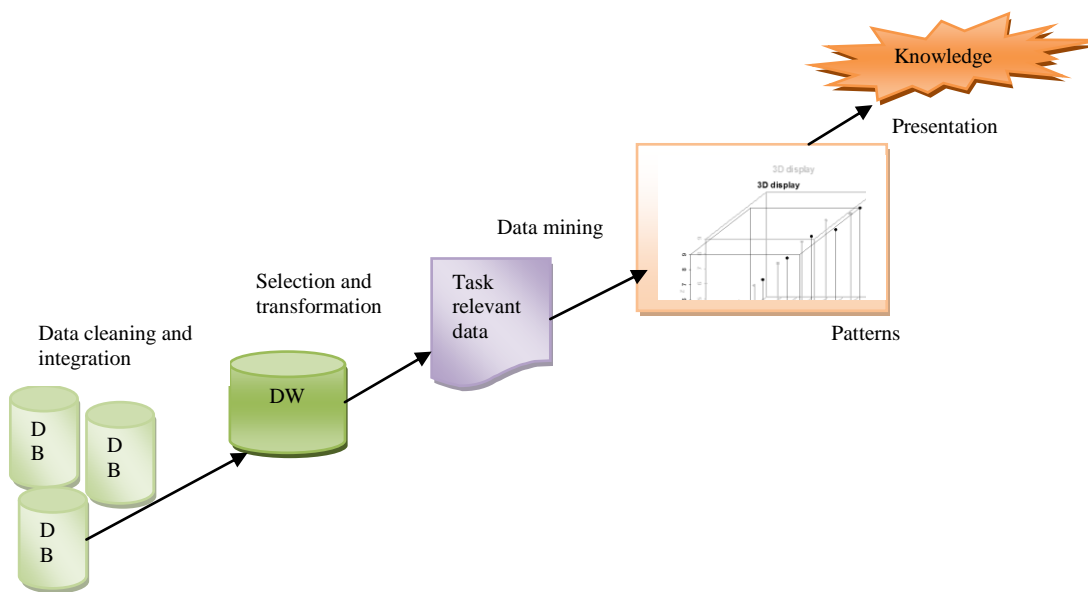 Knowledge
Presentation
3D display
3D display
Data mining
Patterns
Selection and
transformation
Task
relevant
data
Data cleaning and
integration
DW
D
B
D
B
D
B